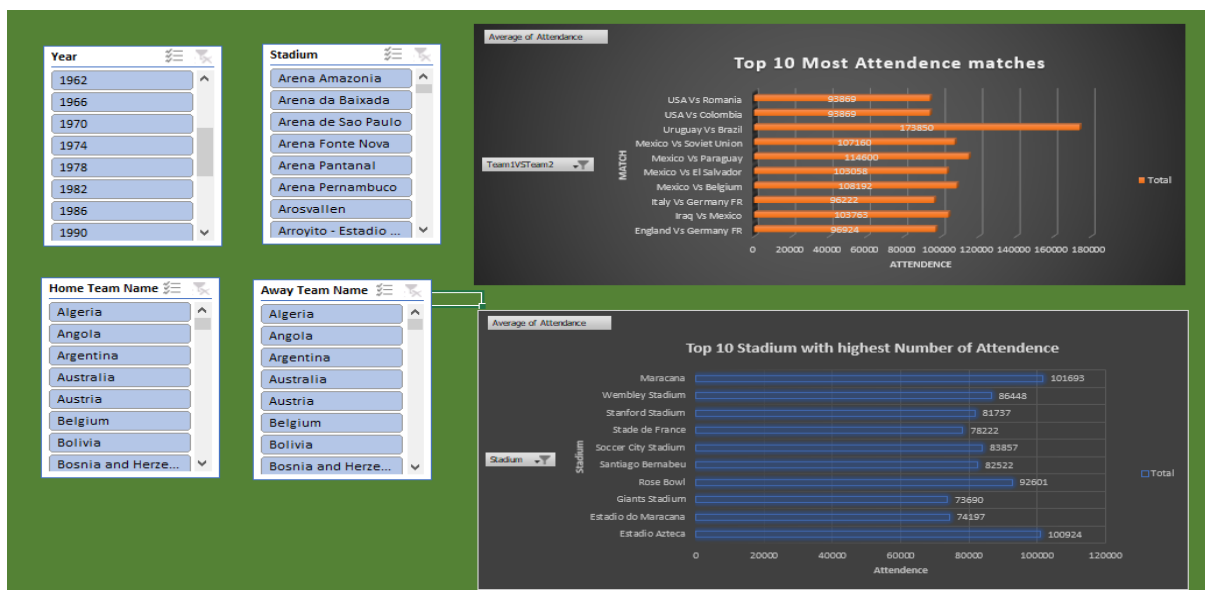 Year
1962
1966
1970
1974
1978
1982
1986
1990
Stadium
Arena Amazonia
Arena da Baixada
Arena de Sao Paulo
Arena Fonte Nova
Arena Pantanal
Arena Pernambuco
Arosvallen
Arroyito - Estadio ...
Home Team Name
Algeria
Angola
Argentina
Australia
Austria
Belgium
Bolivia
Bosnia and Herze...
Away Team Name
Algeria
Angola
Argentina
Australia
Austria
Belgium
Bolivia
Bosnia and Herze...
Average of Attendance
Top 10 Most Attendence matches
Team1VSTeam2
MATCH
USA Vs Romania 93869
USA Vs Colombia 93869
Uruguay Vs Brazil 173850
Mexico Vs Soviet Union 107160
Mexico Vs Paraguay 114600
Mexico Vs El Salvador 103058
Mexico Vs Belgium 108192
Italy Vs Germany FR 96222
Iraq Vs Mexico 103763
England Vs Germany FR 96924
0 20000 40000 60000 80000 100000 120000 140000 160000 180000
ATTENDENCE
Total
Average of Attendance
Top 10 Stadium with highest Number of Attendence
Stadium
Stadium
Maracana 101693
Wembley Stadium 86448
Stanford Stadium 81737
Stade de France 78222
Soccer City Stadium 83857
Santiago Bernabeu 82522
Rose Bowl 92601
Giants Stadium 73690
Estadio do Maracana 74197
Estadio Azteca 100924
0 20000 40000 60000 80000 100000 120000
Attendence
Total